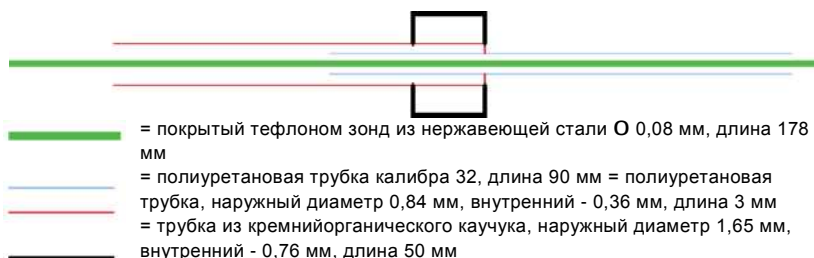 = покрытый тефлоном зонд из нержавеющей стали O 0,08 мм, длина 178
мм
= полиуретановая трубка калибра 32, длина 90 мм = полиуретановая
трубка, наружный диаметр 0,84 мм, внутренний - 0,36 мм, длина 3 мм
= трубка из кремнийорганического каучука, наружный диаметр 1,65 мм,
внутренний - 0,76 мм, длина 50 мм